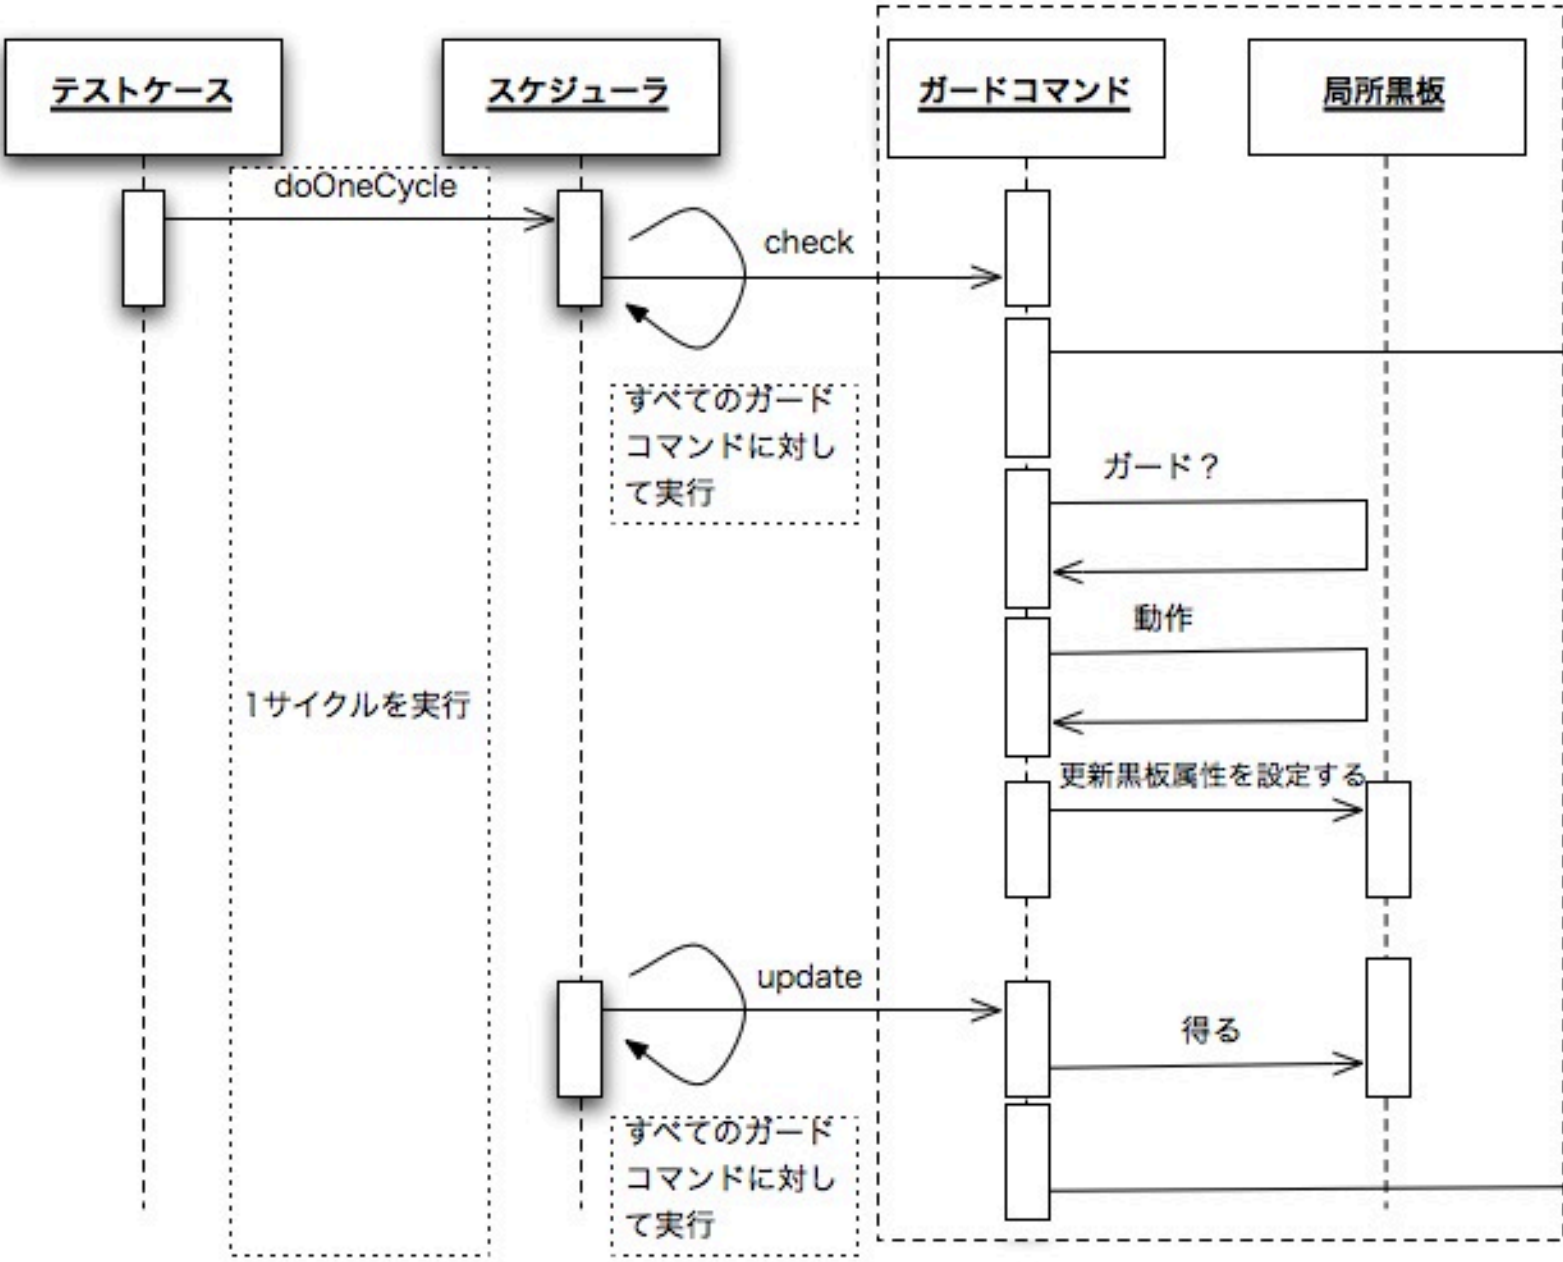 テストケース
スケジューラ
ガードコマンド
局所黒板
doOneCycle
check
すべてのガード
コマンドに対し
て実行
ガード？
動作
1サイクルを実行
更新黒板属性を設定する
update
得る
すべてのガード
コマンドに対し
て実行